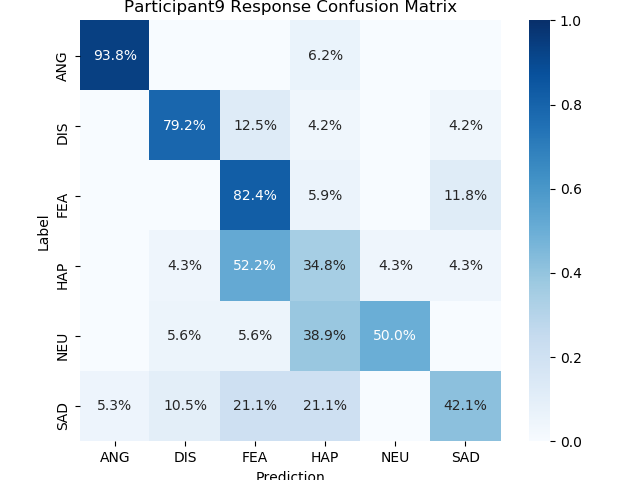 Participant9 Response Confusion Matrix
ANG 93.8% 6.2%
DIS 79.2% 12.5% 4.2% 4.2%
FEA 82.4% 5.9% 11.8%
HAP 4.3% 52.2% 34.8% 4.3% 4.3%
NEU 5.6% 5.6% 38.9% 50.0%
SAD 5.3% 10.5% 21.1% 21.1% 42.1%
ANG DIS FEA HAP NEU SAD
Prediction
Label
1.0
0.8
0.6
0.4
0.2
0.0